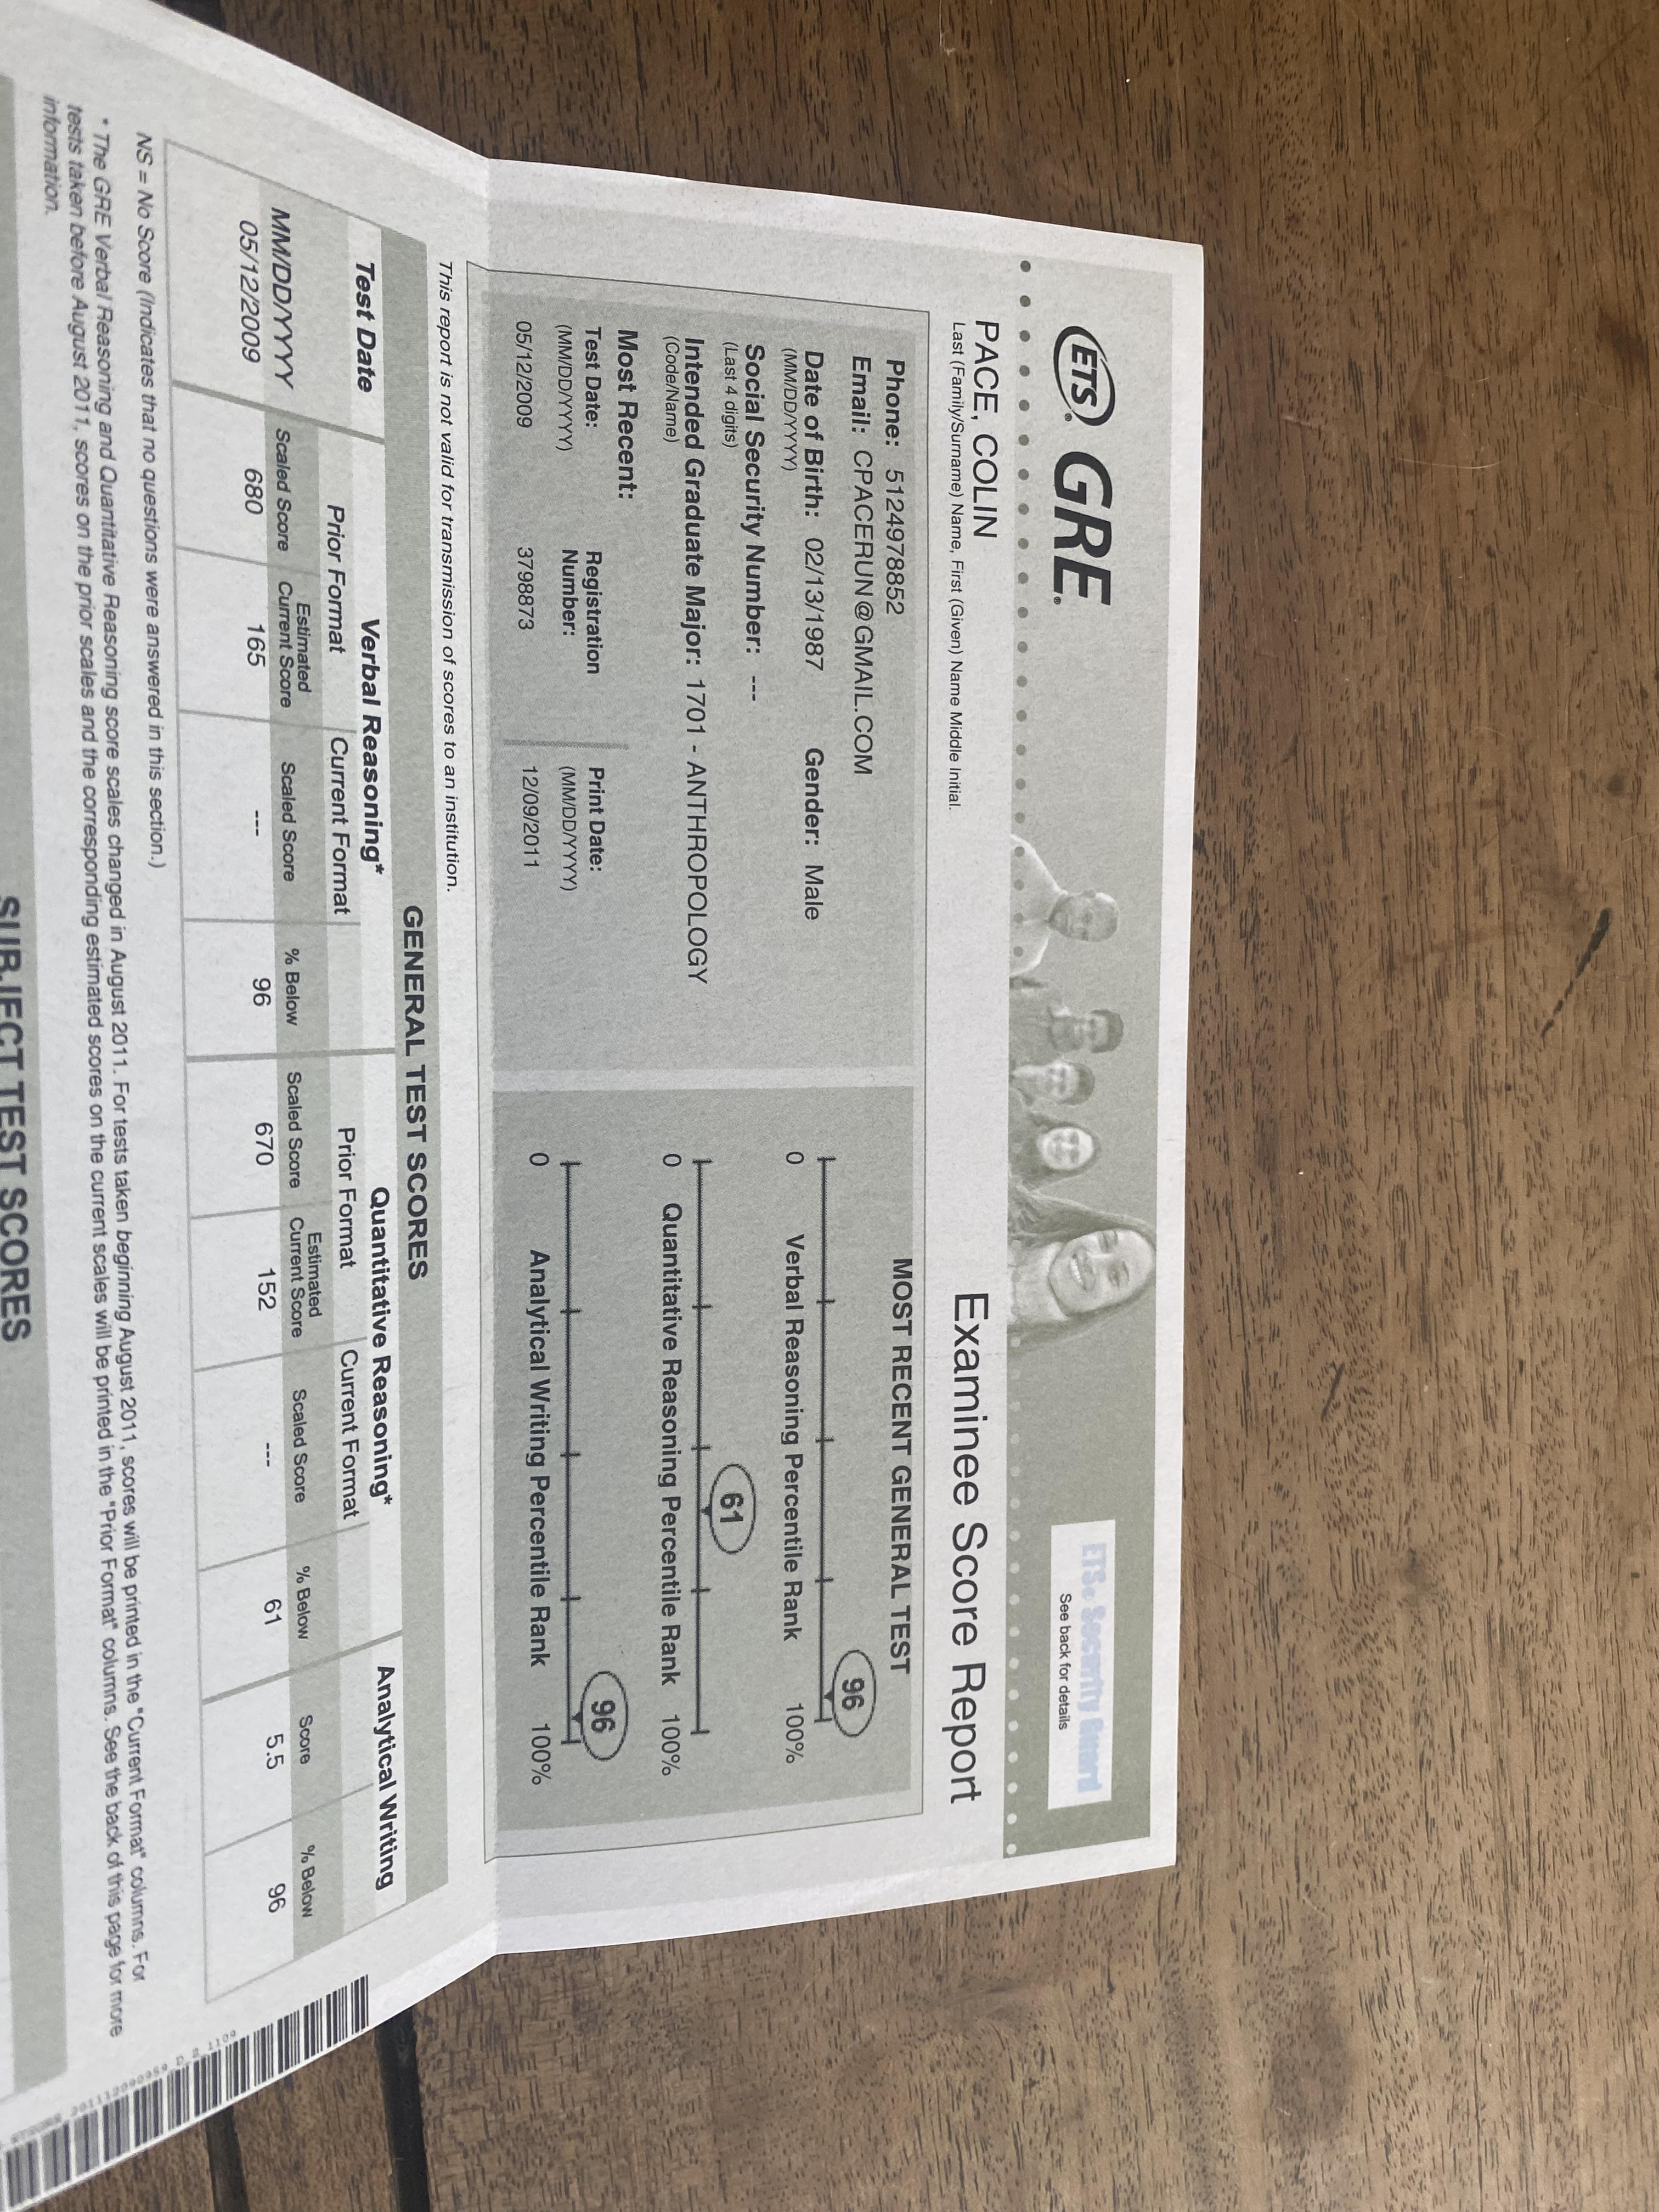 ETS® GRE®
ETS® Security Guard
See back for details
PACE, COLIN
Examinee Score Report
Last (Family/Surname) Name, First (Given) Name Middle Initial.
Phone: 5124978852
Email: CPACERUN@GMAIL.COM
Date of Birth: 02/13/1987 Gender: Male
(MM/DD/YYYY)
Social Security Number: ---
(Last 4 digits)
Intended Graduate Major: 1701 - ANTHROPOLOGY
(Code/Name)
Most Recent:
Test Date: Registration Number: Print Date:
(MM/DD/YYYY) (MM/DD/YYYY)
05/12/2009 3798873 12/09/2011
MOST RECENT GENERAL TEST
96
0 Verbal Reasoning Percentile Rank 100%
61
0 Quantitative Reasoning Percentile Rank 100%
96
0 Analytical Writing Percentile Rank 100%
This report is not valid for transmission of scores to an institution.
GENERAL TEST SCORES
Test Date Verbal Reasoning* Quantitative Reasoning* Analytical Writing
Prior Format Current Format Prior Format Current Format
MM/DD/YYYY Scaled Score Estimated Current Score Scaled Score % Below Scaled Score Estimated Current Score Scaled Score % Below Score % Below
05/12/2009 680 165 --- 96 670 152 --- 61 5.5 96
NS = No Score (Indicates that no questions were answered in this section.)
* The GRE Verbal Reasoning and Quantitative Reasoning score scales changed in August 2011. For tests taken beginning August 2011, scores will be printed in the "Current Format" columns. For
tests taken before August 2011, scores on the prior scales and the corresponding estimated scores on the current scales will be printed in the "Prior Format" columns. See the back of this page for more
information.
SUBJECT TEST SCORES